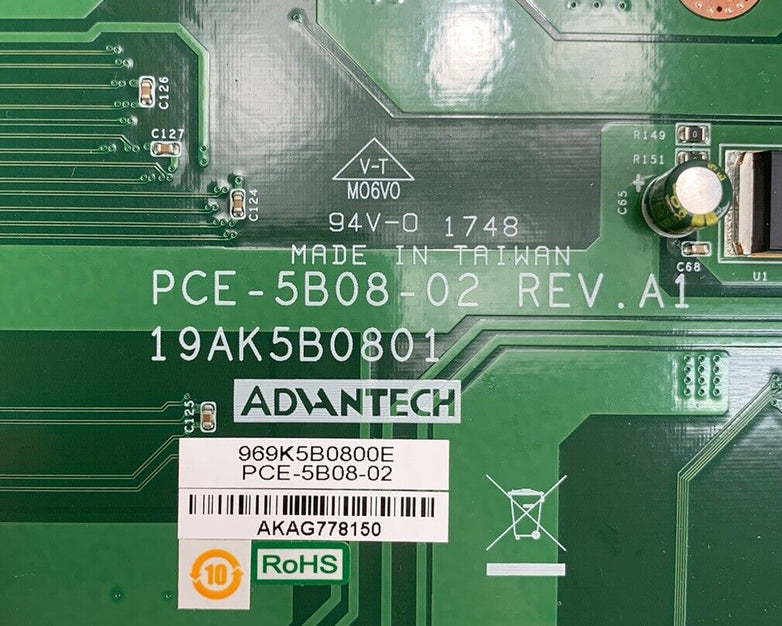 C126
C127
C124
V-T
M06V0
94V-0 1748
MADE IN TAIWAN
R149
0
R151
C65
C68
U1
PCE-5B08-02 REV.A1
19AK5B0801
ADVANTECH
C125
969K5B0800E
PCE-5B08-02
AKAG778150
10
RoHS